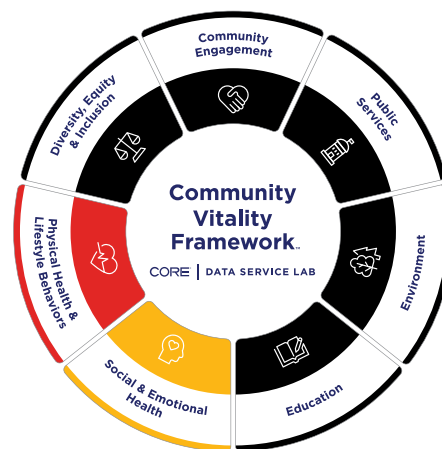 Community
Vitality
Framework™
CORE | DATA SERVICE LAB
Community
Engagement
Public
Services
Environment
Education
Social & Emotional
Health
Physical Health &
Lifestyle Behaviors
Diversity, Equity
& Inclusion